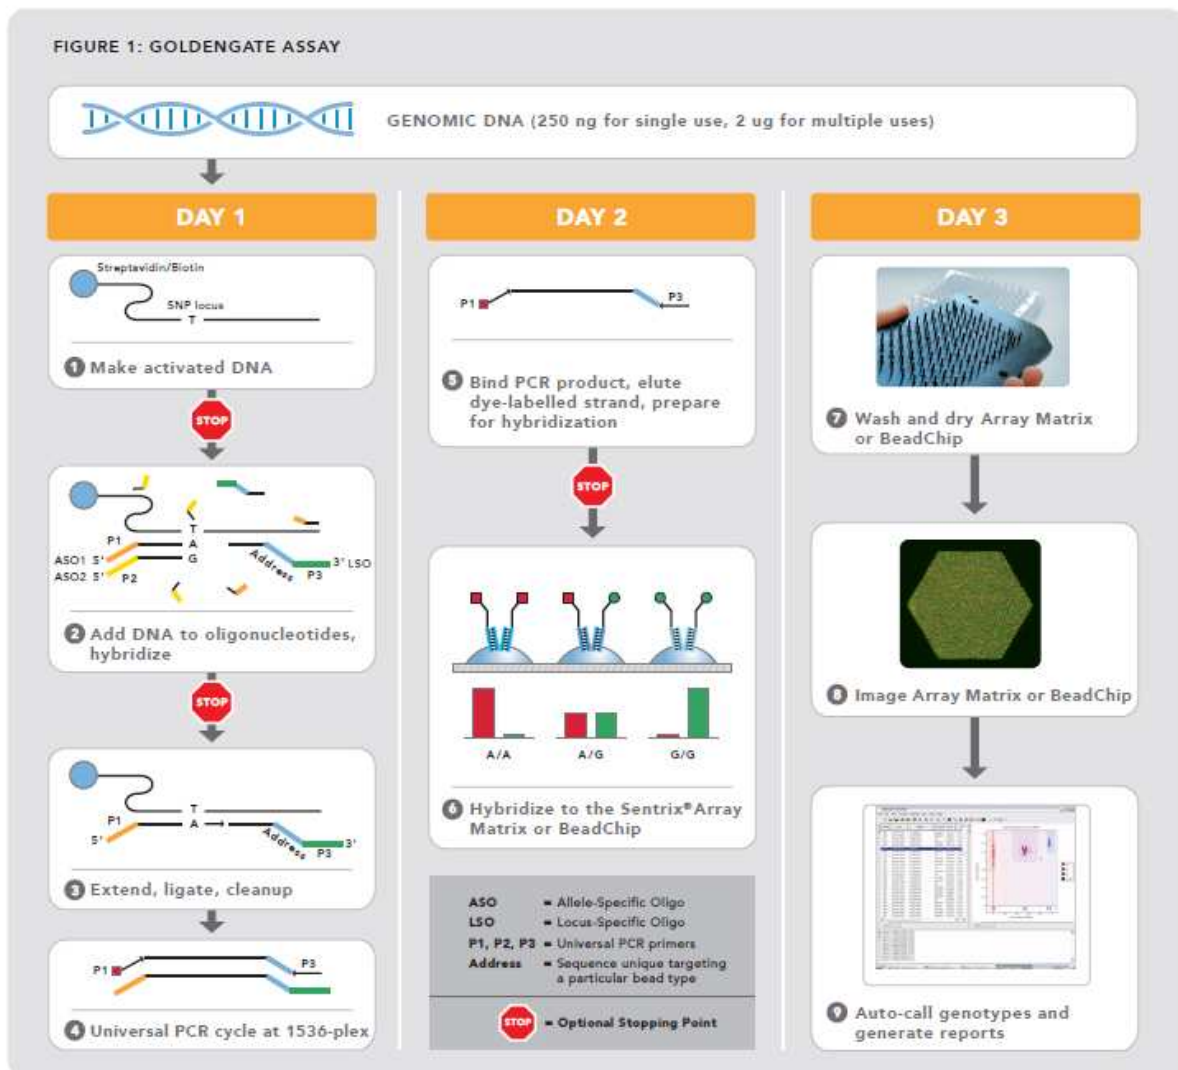 FIGURE 1: GOLDENGATE ASSAY
GENOMIC DNA (250 ng for single use, 2 ug for multiple uses)
DAY 1
Streptavidin/Biotin
SNP locus
T
1 Make activated DNA
STOP
T
P1
A
ASO1 5'
G
Address
3' LSO
ASO2 5'
P2
P3
2 Add DNA to oligonucleotides,
hybridize
STOP
T
P1
A
5'
Address
3'
P3
3 Extend, ligate, cleanup
P1
P3
4 Universal PCR cycle at 1536-plex
DAY 2
P1
P3
5 Bind PCR product, elute
dye-labelled strand, prepare
for hybridization
STOP
A/A
A/G
G/G
6 Hybridize to the Sentrix® Array
Matrix or BeadChip
ASO = Allele-Specific Oligo
LSO = Locus-Specific Oligo
P1, P2, P3 = Universal PCR primers
Address = Sequence unique targeting
a particular bead type
STOP = Optional Stopping Point
DAY 3
7 Wash and dry Array Matrix
or BeadChip
8 Image Array Matrix or BeadChip
9 Auto-call genotypes and
generate reports